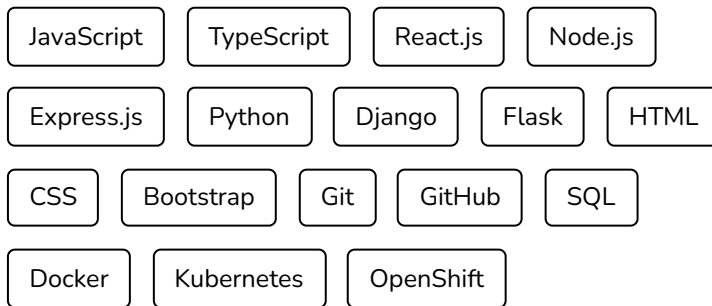 JavaScript TypeScript React.js Node.js
Express.js Python Django Flask HTML
CSS Bootstrap Git GitHub SQL
Docker Kubernetes OpenShift